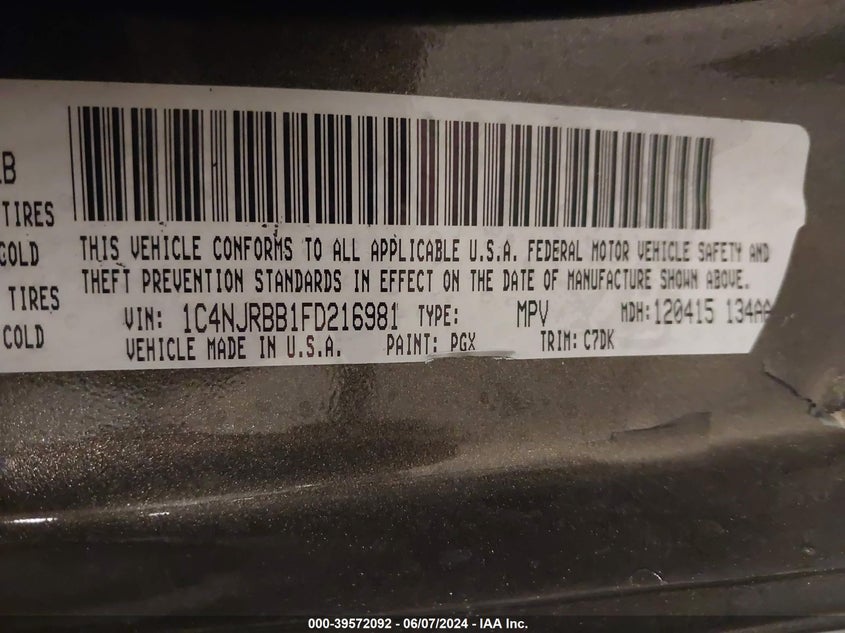 LB
TIRES
COLD
TIRES
COLD
THIS VEHICLE CONFORMS TO ALL APPLICABLE U.S.A. FEDERAL MOTOR VEHICLE SAFETY AND
THEFT PREVENTION STANDARDS IN EFFECT ON THE DATE OF MANUFACTURE SHOWN ABOVE.
VIN: 1C4NJRBB1FD216981 TYPE: MPV MDH: 120415 134AA
VEHICLE MADE IN U.S.A. PAINT: PGX TRIM: C7DK
000-39572092 - 06/07/2024 - IAA Inc.